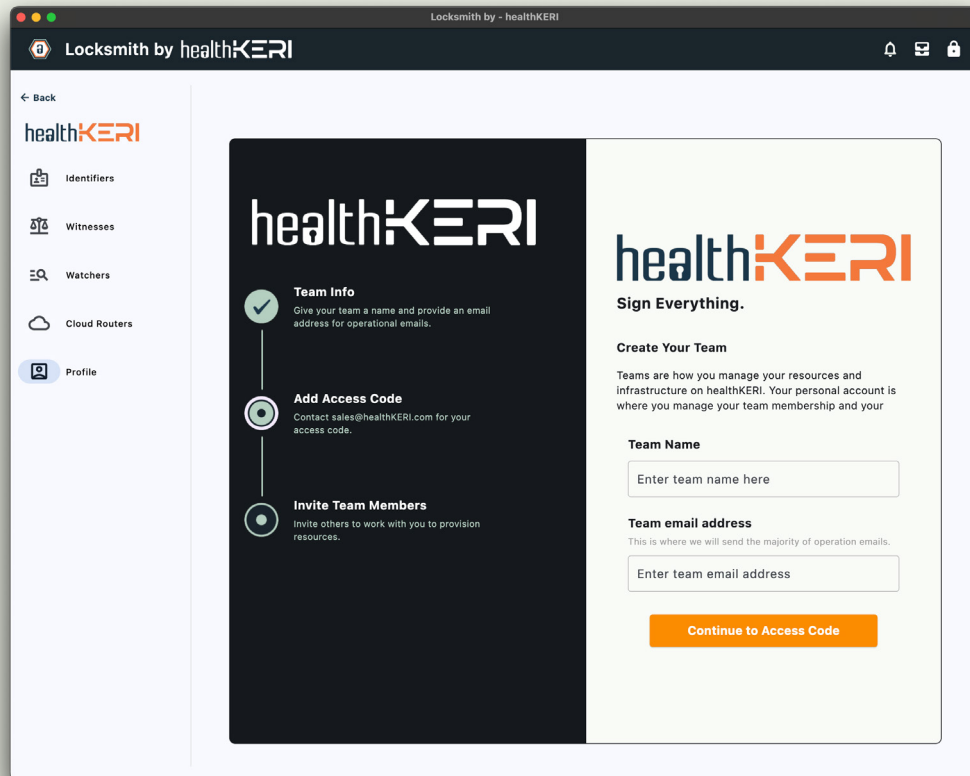 Locksmith by - healthKERI
a
Locksmith by healthKERI
← Back
healthKERI
Identifiers
Witnesses
Watchers
Cloud Routers
Profile
healthKERI
Team Info
Give your team a name and provide an email
address for operational emails.
Add Access Code
Contact sales@healthKERI.com for your
access code.
Invite Team Members
Invite others to work with you to provision
resources.
healthKERI
Sign Everything.
Create Your Team
Teams are how you manage your resources and
infrastructure on healthKERI. Your personal account is
where you manage your team membership and your
Team Name
Enter team name here
Team email address
This is where we will send the majority of operation emails.
Enter team email address
Continue to Access Code